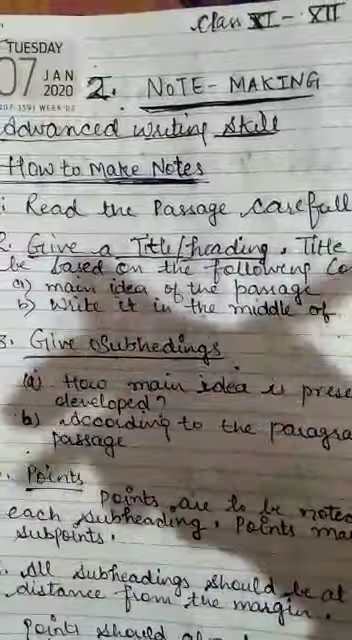 Class XI - XII
TUESDAY
07 JAN
2020
2. NOTE-MAKING
Advanced writing skill
How to Make Notes
Read the Passage carefull
2. Give a Title/heading. Title
be based on the following Co
a) main idea of the passage
b) Write it in the middle of
3. Give Subhedings
(a) How main idea is prese
developed?
b) According to the paragra
passage
Points
Points are to be noted
each subheading. Points ma
subpoints.
All subheadings should be at
distance from the margin.
Points should